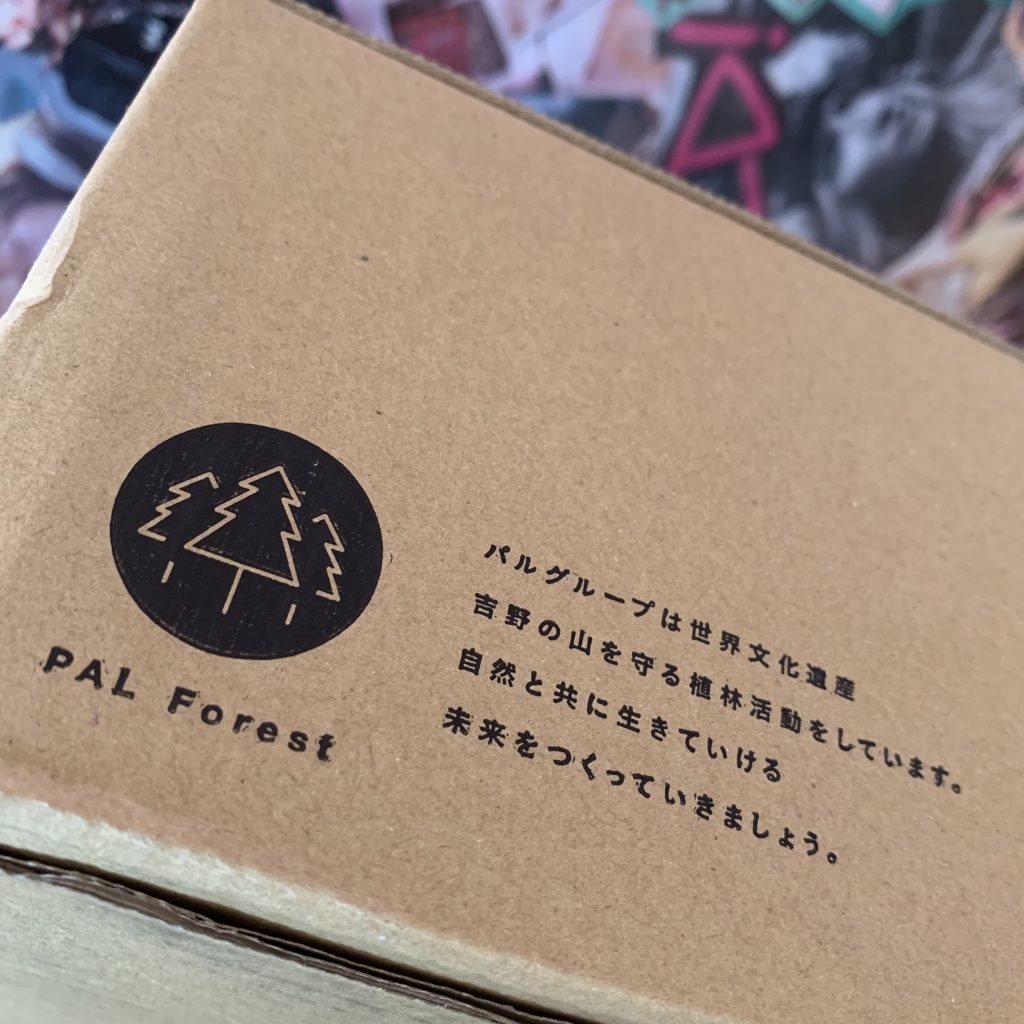 PAL Forest
パルグループは世界文化遺産
吉野の山を守る植林活動をしています。
自然と共に生きていける
未来をつくっていきましょう。